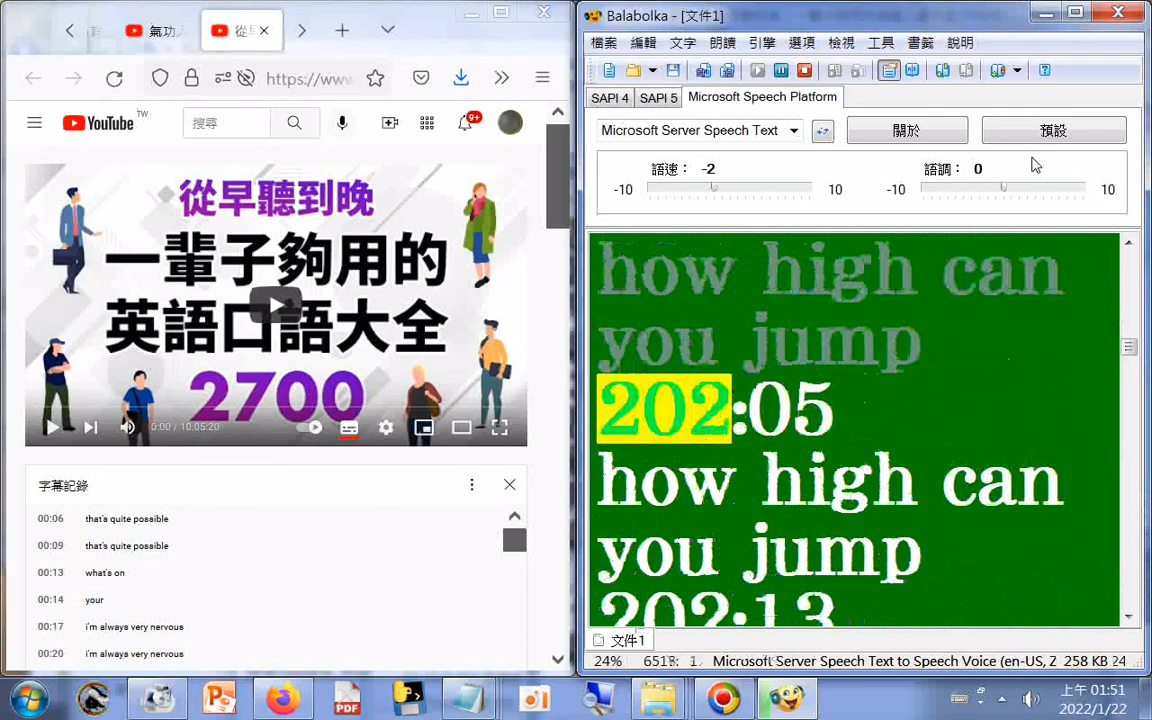 氣功
從
https://www
YouTube TW
搜尋
9+
從早聽到晚
一輩子夠用的
英語口語大全
2700
0:00 / 10:05:20
字幕記錄
00:06 that's quite possible
00:09 that's quite possible
00:13 what's on
00:14 your
00:17 i'm always very nervous
00:20 i'm always very nervous
Balabolka - [文件1]
檔案 編輯 文字 朗讀 引擎 選項 檢視 工具 書籤 說明
SAPI 4 SAPI 5 Microsoft Speech Platform
Microsoft Server Speech Text 關於 預設
語速： -2 語調： 0
-10 10 -10 10
how high can
you jump
202:05
how high can
you jump
202:13
文件1
24% 651 Microsoft Server Speech Text to Speech Voice (en-US, Z 258 KB 24
PDF
上午 01:51
2022/1/22